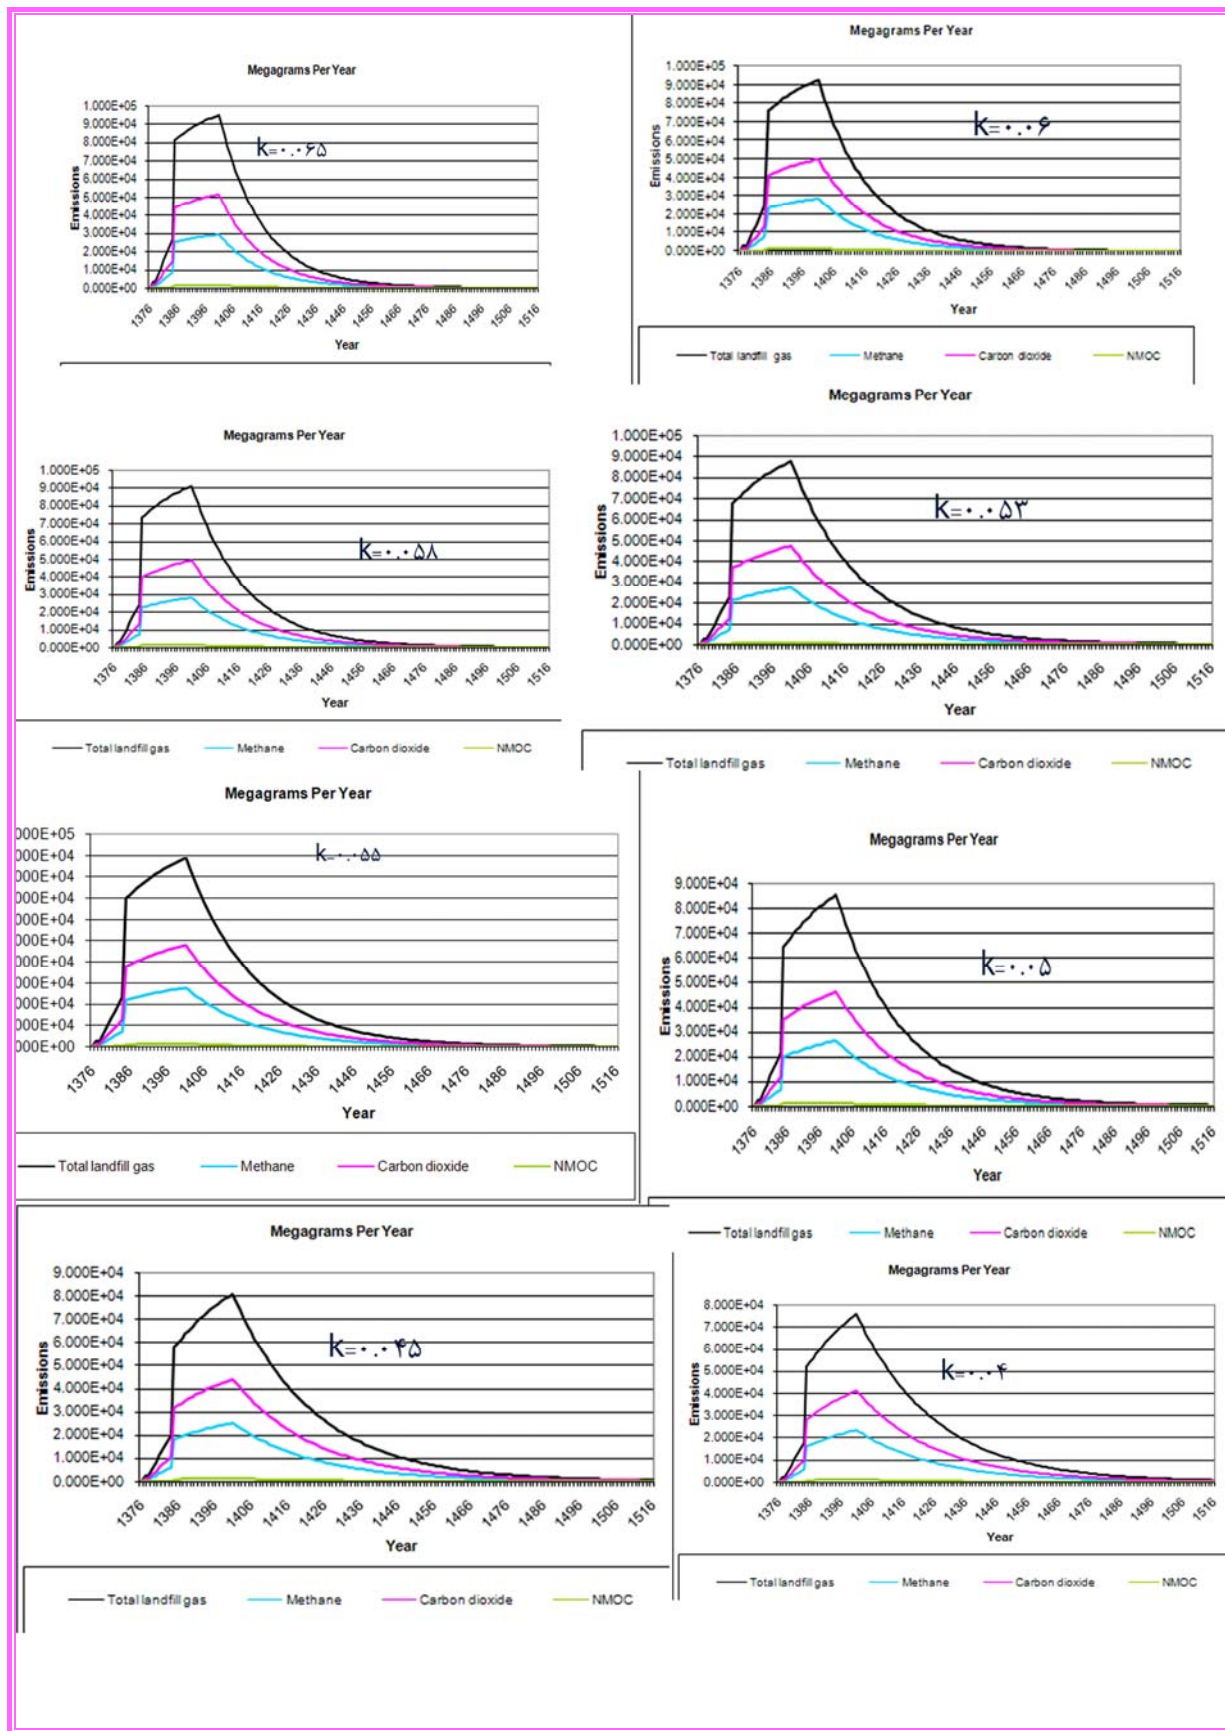 Megagrams Per Year
1.000E+05
9.000E+04
8.000E+04
7.000E+04
6.000E+04
5.000E+04
4.000E+04
3.000E+04
2.000E+04
1.000E+04
0.000E+00
Emissions
k=۰.۰۶۵
1376 1386 1396 1406 1416 1426 1436 1446 1456 1466 1476 1486 1496 1506 1516
Year
Megagrams Per Year
1.000E+05
9.000E+04
8.000E+04
7.000E+04
6.000E+04
5.000E+04
4.000E+04
3.000E+04
2.000E+04
1.000E+04
0.000E+00
Emissions
k=۰.۰۶
1376 1386 1396 1406 1416 1426 1436 1446 1456 1466 1476 1486 1496 1506 1516
Year
Total landfill gas Methane Carbon dioxide NMOC
Megagrams Per Year
1.000E+05
9.000E+04
8.000E+04
7.000E+04
6.000E+04
5.000E+04
4.000E+04
3.000E+04
2.000E+04
1.000E+04
0.000E+00
Emissions
k=۰.۰۵۸
1376 1386 1396 1406 1416 1426 1436 1446 1456 1466 1476 1486 1496 1506 1516
Year
Total landfill gas Methane Carbon dioxide NMOC
Megagrams Per Year
1.000E+05
9.000E+04
8.000E+04
7.000E+04
6.000E+04
5.000E+04
4.000E+04
3.000E+04
2.000E+04
1.000E+04
0.000E+00
Emissions
k=۰.۰۵۳
1376 1386 1396 1406 1416 1426 1436 1446 1456 1466 1476 1486 1496 1506 1516
Year
Total landfill gas Methane Carbon dioxide NMOC
Megagrams Per Year
000E+05
000E+04
000E+04
000E+04
000E+04
000E+04
000E+04
000E+04
000E+04
000E+04
000E+00
k=۰.۰۵۵
1376 1386 1396 1406 1416 1426 1436 1446 1456 1466 1476 1486 1496 1506 1516
Year
Total landfill gas Methane Carbon dioxide NMOC
Megagrams Per Year
9.000E+04
8.000E+04
7.000E+04
6.000E+04
5.000E+04
4.000E+04
3.000E+04
2.000E+04
1.000E+04
0.000E+00
Emissions
k=۰.۰۵
1376 1386 1396 1406 1416 1426 1436 1446 1456 1466 1476 1486 1496 1506 1516
Year
Total landfill gas Methane Carbon dioxide NMOC
Megagrams Per Year
9.000E+04
8.000E+04
7.000E+04
6.000E+04
5.000E+04
4.000E+04
3.000E+04
2.000E+04
1.000E+04
0.000E+00
Emissions
k=۰.۰۴۵
1376 1386 1396 1406 1416 1426 1436 1446 1456 1466 1476 1486 1496 1506 1516
Year
Total landfill gas Methane Carbon dioxide NMOC
Megagrams Per Year
8.000E+04
7.000E+04
6.000E+04
5.000E+04
4.000E+04
3.000E+04
2.000E+04
1.000E+04
0.000E+00
Emissions
k=۰.۰۴
1376 1386 1396 1406 1416 1426 1436 1446 1456 1466 1476 1486 1496 1506 1516
Year
Total landfill gas Methane Carbon dioxide NMOC